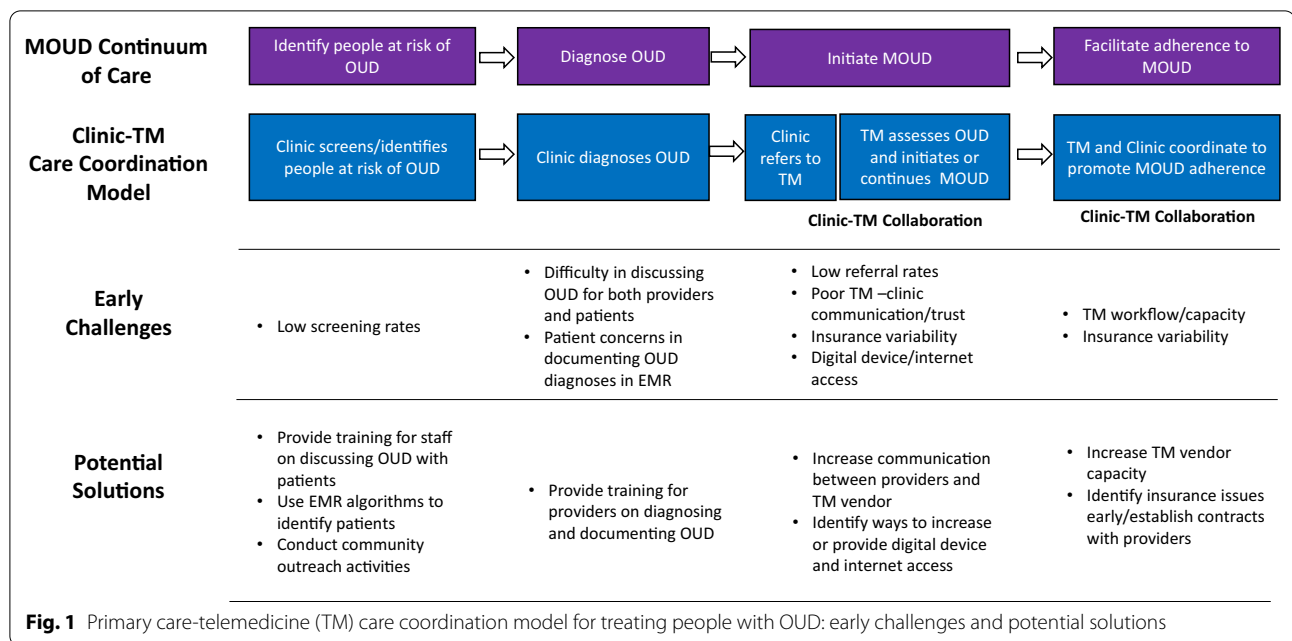 MOUD Continuum
of Care
Identify people at risk of
OUD
Diagnose OUD
Initiate MOUD
Facilitate adherence to
MOUD
Clinic-TM
Care Coordination
Model
Clinic screens/identifies
people at risk of OUD
Clinic diagnoses OUD
Clinic
refers to
TM
TM assesses OUD
and initiates or
continues MOUD
TM and Clinic coordinate to
promote MOUD adherence
Clinic-TM Collaboration
Clinic-TM Collaboration
Early
Challenges
• Low screening rates
• Difficulty in discussing
OUD for both providers
and patients
• Patient concerns in
documenting OUD
diagnoses in EMR
• Low referral rates
• Poor TM –clinic
communication/trust
• Insurance variability
• Digital device/internet
access
• TM workflow/capacity
• Insurance variability
Potential
Solutions
• Provide training for staff
on discussing OUD with
patients
• Use EMR algorithms to
identify patients
• Conduct community
outreach activities
• Provide training for
providers on diagnosing
and documenting OUD
• Increase communication
between providers and
TM vendor
• Identify ways to increase
or provide digital device
and internet access
• Increase TM vendor
capacity
• Identify insurance issues
early/establish contracts
with providers
Fig. 1 Primary care-telemedicine (TM) care coordination model for treating people with OUD: early challenges and potential solutions